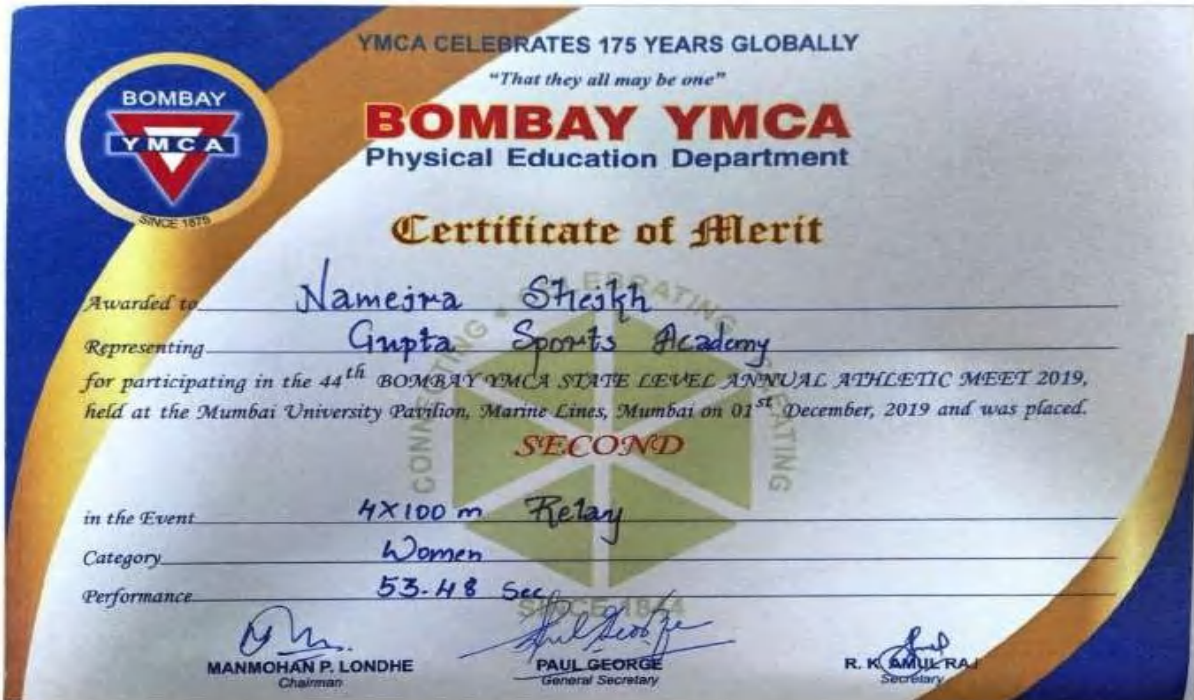 YMCA CELEBRATES 175 YEARS GLOBALLY
"That they all may be one"
BOMBAY YMCA
Physical Education Department
BOMBAY
YMCA
SINCE 1875
Certificate of Merit
Awarded to Nameira Sheikh
Representing Gupta Sports Academy
for participating in the 44th BOMBAY YMCA STATE LEVEL ANNUAL ATHLETIC MEET 2019,
held at the Mumbai University Pavilion, Marine Lines, Mumbai on 01st December, 2019 and was placed.
SECOND
in the Event 4X100 m Relay
Category Women
Performance 53.48 Sec
MANMOHAN P. LONDHE
Chairman
PAUL GEORGE
General Secretary
R. K. AMUL RAJ
Secretary
CONNECTING • CELEBRATING
SINCE 1844